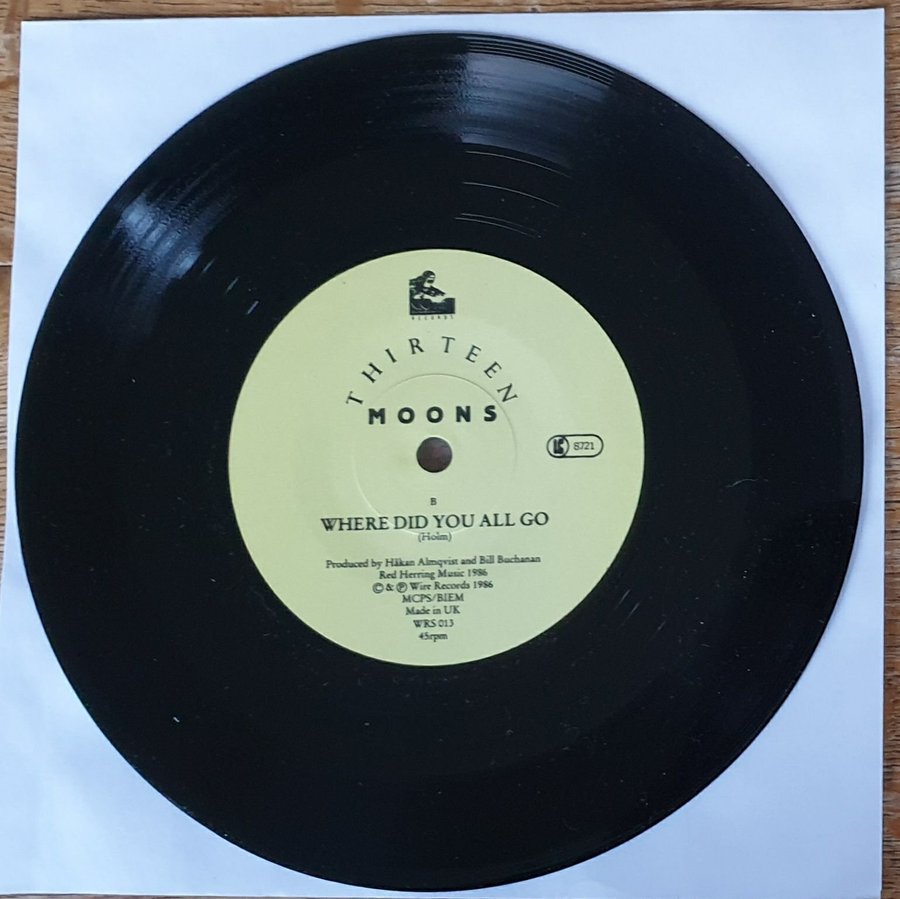 RECORDS
THIRTEEN
MOONS
LC 8721
B
WHERE DID YOU ALL GO
(Holm)
Produced by Håkan Almqvist and Bill Buchanan
Red Herring Music 1986
© & ℗ Wire Records 1986
MCPS/BIEM
Made in UK
WRS 013
45rpm